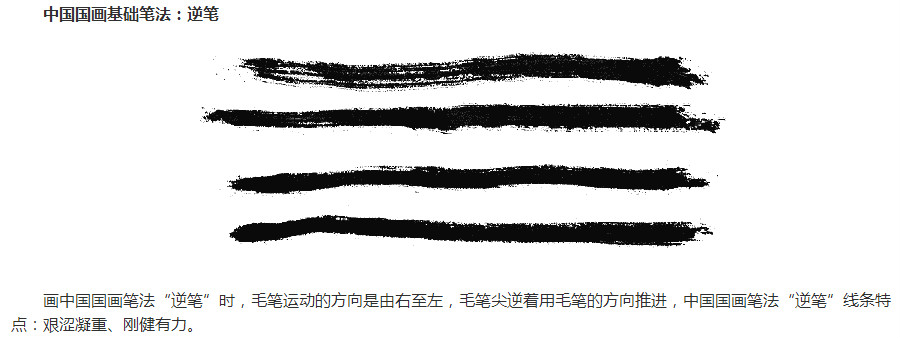 中国国画基础笔法：逆笔
画中国国画笔法“逆笔”时，毛笔运动的方向是由右至左，毛笔尖逆着用毛笔的方向推进，中国国画笔法“逆笔”线条特
点：艰涩凝重、刚健有力。